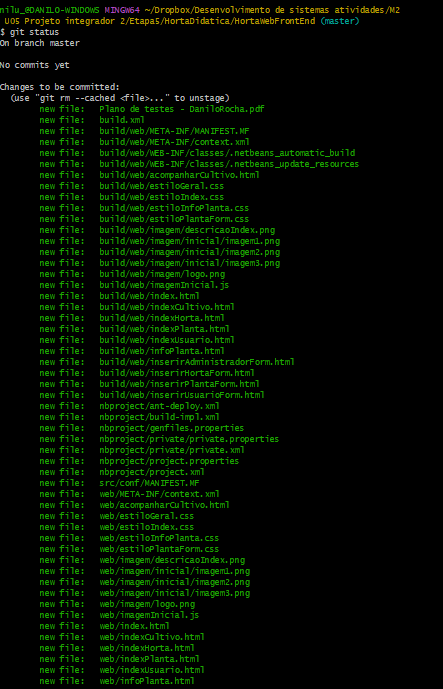 nilu_@DANILO-WINDOWS MINGW64 ~/Dropbox/Desenvolvimento de sistemas atividades/M2
UO5 Projeto integrador 2/Etapa5/HortaDidatica/HortaWebFrontEnd (master)
$ git status
On branch master

No commits yet

Changes to be committed:
  (use "git rm --cached <file>..." to unstage)
        new file:   Plano de testes - DaniloRocha.pdf
        new file:   build.xml
        new file:   build/web/META-INF/MANIFEST.MF
        new file:   build/web/META-INF/context.xml
        new file:   build/web/WEB-INF/classes/.netbeans_automatic_build
        new file:   build/web/WEB-INF/classes/.netbeans_update_resources
        new file:   build/web/acompanharCultivo.html
        new file:   build/web/estiloGeral.css
        new file:   build/web/estiloIndex.css
        new file:   build/web/estiloInfoPlanta.css
        new file:   build/web/estiloPlantaForm.css
        new file:   build/web/imagem/descricaoIndex.png
        new file:   build/web/imagem/inicial/imagem1.png
        new file:   build/web/imagem/inicial/imagem2.png
        new file:   build/web/imagem/inicial/imagem3.png
        new file:   build/web/imagem/logo.png
        new file:   build/web/imagemInicial.js
        new file:   build/web/index.html
        new file:   build/web/indexCultivo.html
        new file:   build/web/indexHorta.html
        new file:   build/web/indexPlanta.html
        new file:   build/web/indexUsuario.html
        new file:   build/web/infoPlanta.html
        new file:   build/web/inserirAdministradorForm.html
        new file:   build/web/inserirHortaForm.html
        new file:   build/web/inserirPlantaForm.html
        new file:   build/web/inserirUsuarioForm.html
        new file:   nbproject/ant-deploy.xml
        new file:   nbproject/build-impl.xml
        new file:   nbproject/genfiles.properties
        new file:   nbproject/private/private.properties
        new file:   nbproject/private/private.xml
        new file:   nbproject/project.properties
        new file:   nbproject/project.xml
        new file:   src/conf/MANIFEST.MF
        new file:   web/META-INF/context.xml
        new file:   web/acompanharCultivo.html
        new file:   web/estiloGeral.css
        new file:   web/estiloIndex.css
        new file:   web/estiloInfoPlanta.css
        new file:   web/estiloPlantaForm.css
        new file:   web/imagem/descricaoIndex.png
        new file:   web/imagem/inicial/imagem1.png
        new file:   web/imagem/inicial/imagem2.png
        new file:   web/imagem/inicial/imagem3.png
        new file:   web/imagem/logo.png
        new file:   web/imagemInicial.js
        new file:   web/index.html
        new file:   web/indexCultivo.html
        new file:   web/indexHorta.html
        new file:   web/indexPlanta.html
        new file:   web/indexUsuario.html
        new file:   web/infoPlanta.html